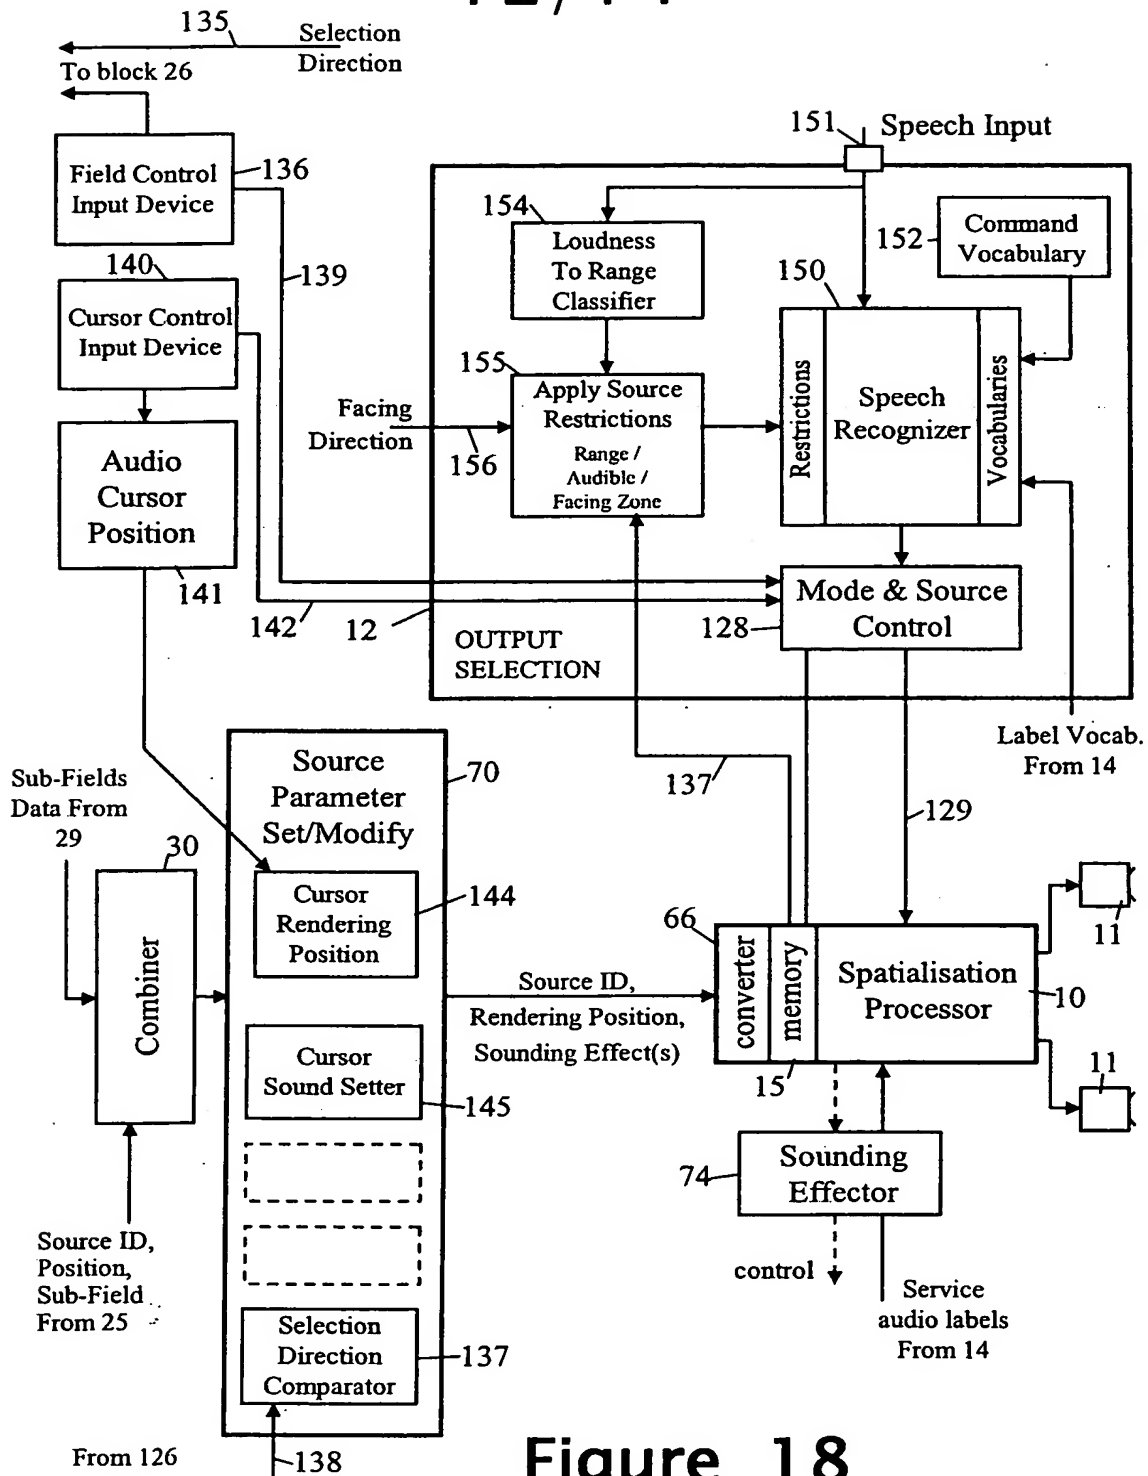 135
Selection
Direction
To block 26
Field Control
Input Device
136
140
139
Cursor Control
Input Device
Audio
Cursor
Position
141
142
12
151
Speech Input
154
Loudness
To Range
Classifier
152
Command
Vocabulary
150
155
Apply Source
Restrictions
Range /
Audible /
Facing Zone
Facing
Direction
156
Restrictions
Speech
Recognizer
Vocabularies
128
Mode & Source
Control
OUTPUT
SELECTION
Label Vocab.
From 14
137
129
Sub-Fields
Data From
29
30
Combiner
Source ID,
Position,
Sub-Field
From 25
Source
Parameter
Set/Modify
70
Cursor
Rendering
Position
144
Cursor
Sound Setter
145
Selection
Direction
Comparator
137
From 126
138
Source ID,
Rendering Position,
Sounding Effect(s)
66
converter
memory
15
Spatialisation
Processor
10
11
11
74
Sounding
Effector
control
Service
audio labels
From 14
Figure 18